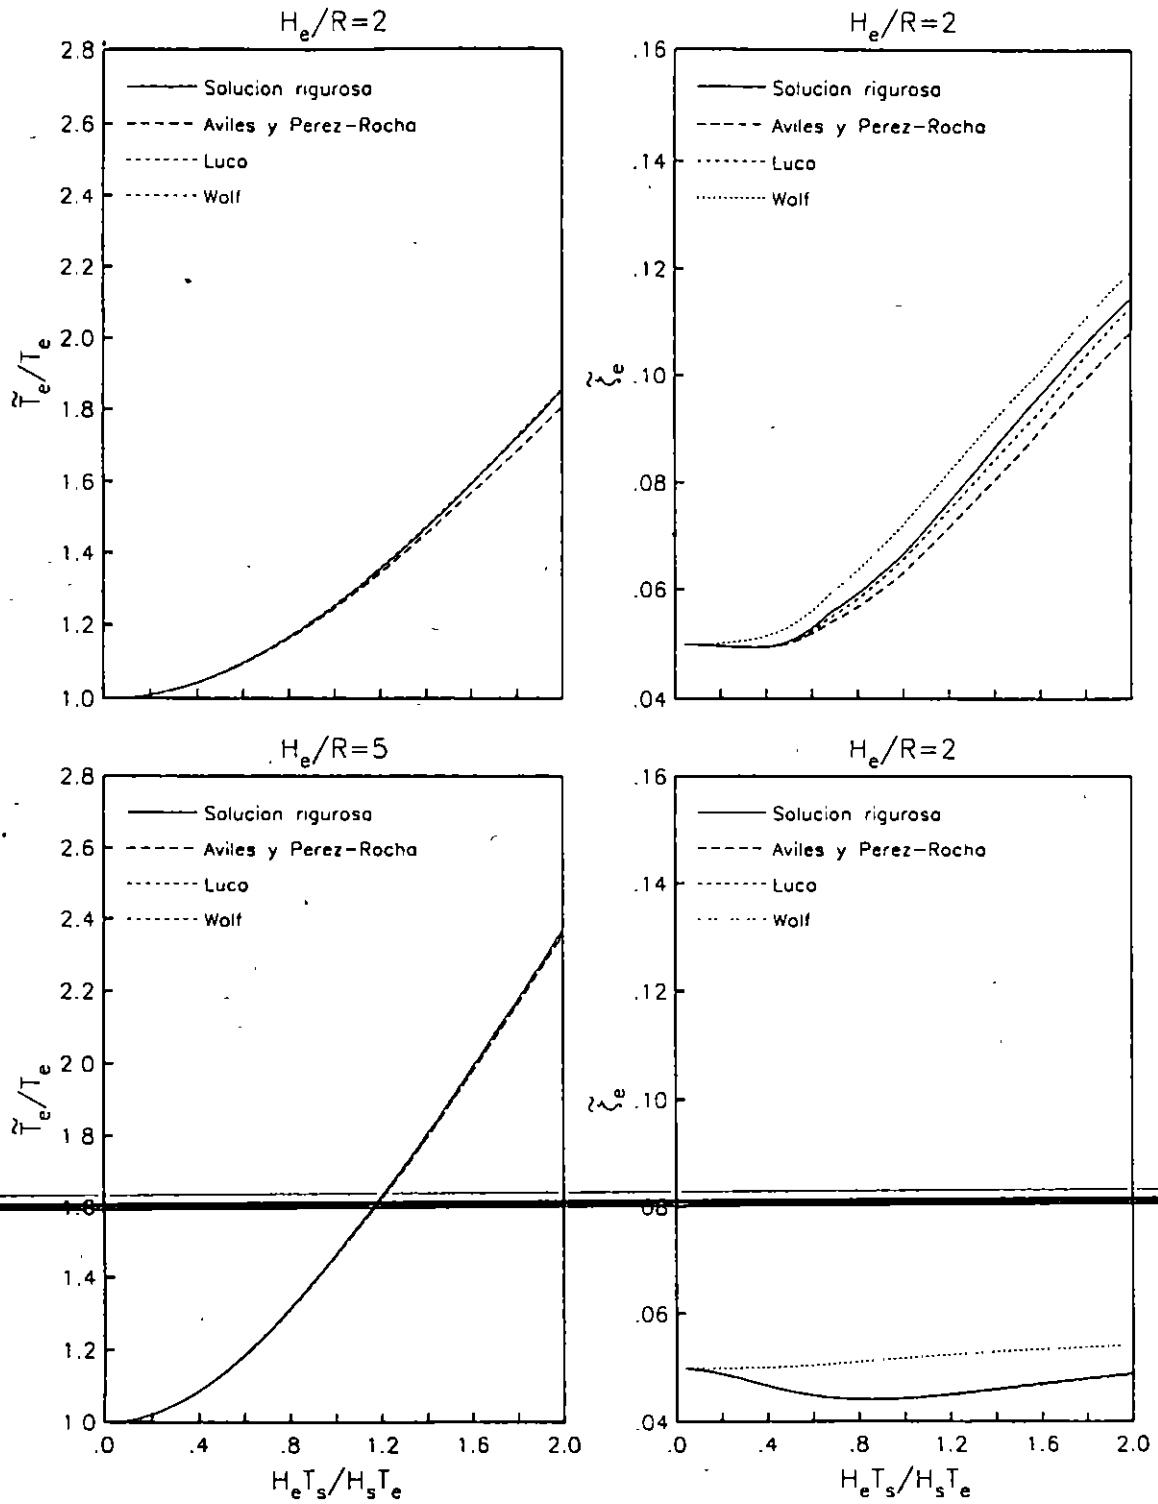 H_e/R=2
2.8
2.6
2.4
2.2
2.0
1.8
1.6
1.4
1.2
1.0
T̃_e/T_e
Solucion rigurosa
Aviles y Perez-Rocha
Luco
Wolf
H_e/R=2
.16
.14
.12
.10
.08
.06
.04
ζ̃_e
Solucion rigurosa
Aviles y Perez-Rocha
Luco
Wolf
H_e/R=5
2.8
2.6
2.4
2.2
2 0
1 8
1.6
1.4
1.2
1 0
T̃_e/T_e
Solucion rigurosa
Aviles y Perez-Rocha
Luco
Wolf
.0 .4 .8 1.2 1.6 2.0
H_eT_s/H_sT_e
H_e/R=2
.16
.14
.12
.10
.08
.06
.04
ζ̃_e
Solucion rigurosa
Aviles y Perez-Rocha
Luco
Wolf
.0 .4 .8 1.2 1.6 2.0
H_eT_s/H_sT_e